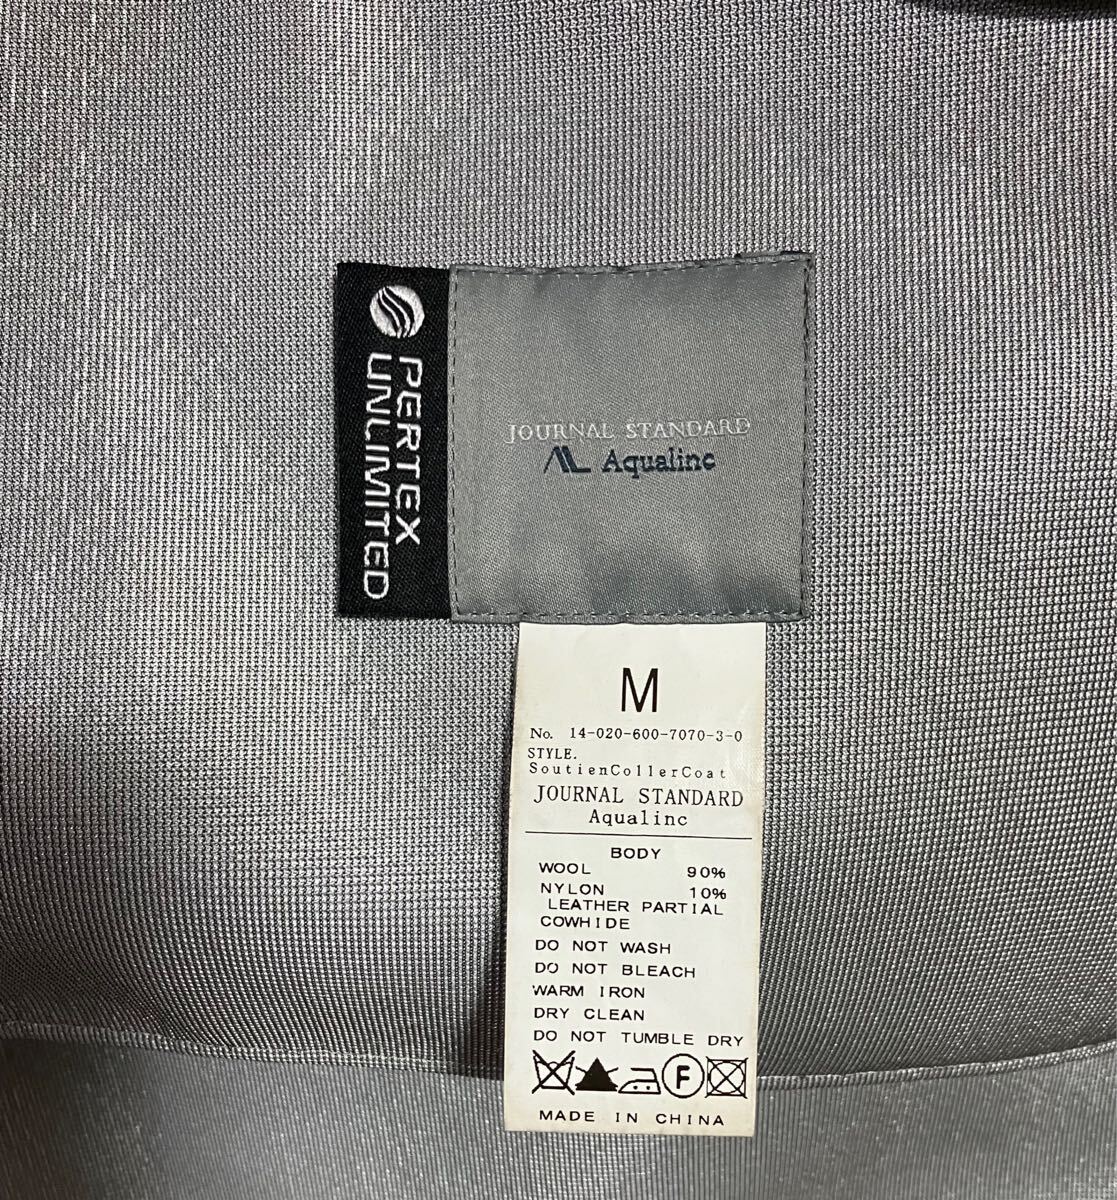 PERTEX
UNLIMITED
JOURNAL STANDARD
AL Aqualinc
M
No. 14-020-600-7070-3-0
STYLE.
SoutienCollerCoat
JOURNAL STANDARD
Aqualinc
BODY
WOOL 90%
NYLON 10%
LEATHER PARTIAL
COWHIDE
DO NOT WASH
DO NOT BLEACH
WARM IRON
DRY CLEAN
DO NOT TUMBLE DRY
F
MADE IN CHINA